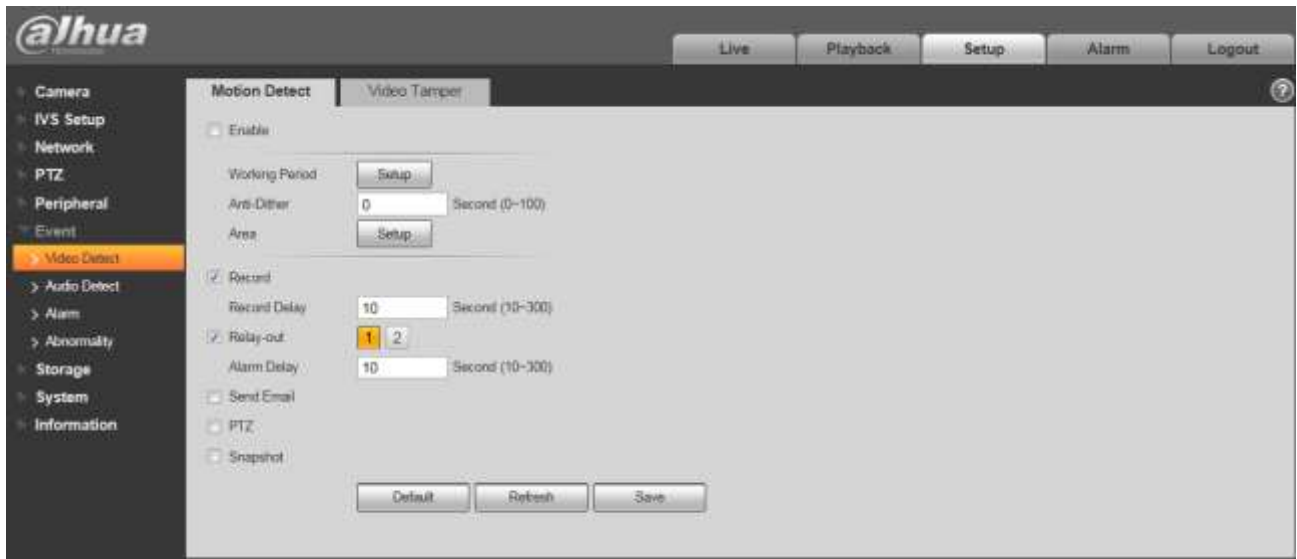 alhua
TECHNOLOGY
Live Playback Setup Alarm Logout
Camera
IVS Setup
Network
PTZ
Peripheral
Event
Video Detect
Audio Detect
Alarm
Abnormality
Storage
System
Information
Motion Detect Video Tamper
?
Enable
Working Period Setup
Anti-Dither 0 Second (0~100)
Area Setup
Record
Record Delay 10 Second (10~300)
Relay-out 1 2
Alarm Delay 10 Second (10~300)
Send Email
PTZ
Snapshot
Default Refresh Save